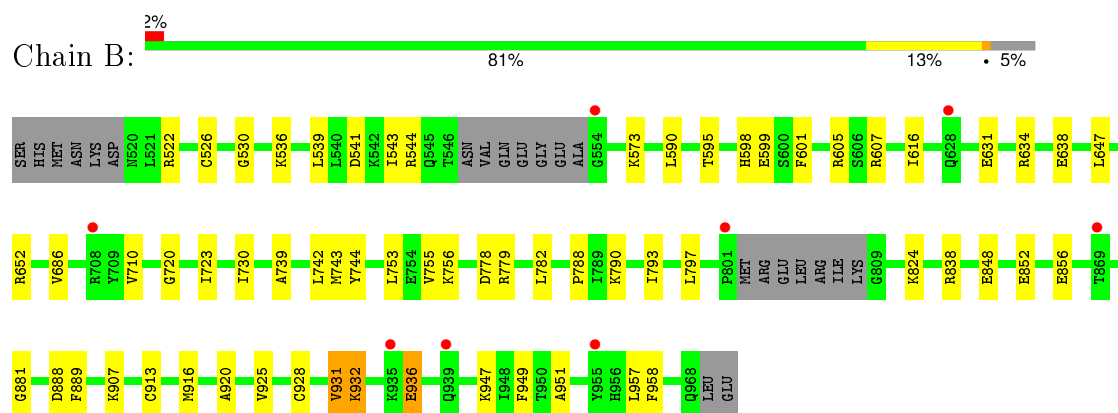 2%
Chain B:
81% 13% • 5%
SER HIS MET ASN LYS ASP N520 L521 R522 C526 G530 K536 L539 L540 D541 K542 I543 R544 Q545 T546 ASN VAL GLN GLU GLY GLU ALA G554 K573 L590 T595 H598 E599 S600 F601 R605 S606 R607 I616 Q628 E631 R634 E638 L647
R652 V686 R708 Y709 V710 G720 I723 I730 A739 L742 M743 Y744 L753 E754 V755 K756 D778 R779 L782 P788 I789 K790 I793 L797 P801 MET ARG GLU LEU ARG ILE LYS G809 K824 R838 E848 E852 E856 T869
G881 D888 F889 K907 C913 M916 A920 V925 C928 V931 K932 K935 E936 Q939 K947 I948 F949 T950 A951 Y955 H956 L957 F958 Q968 LEU GLU